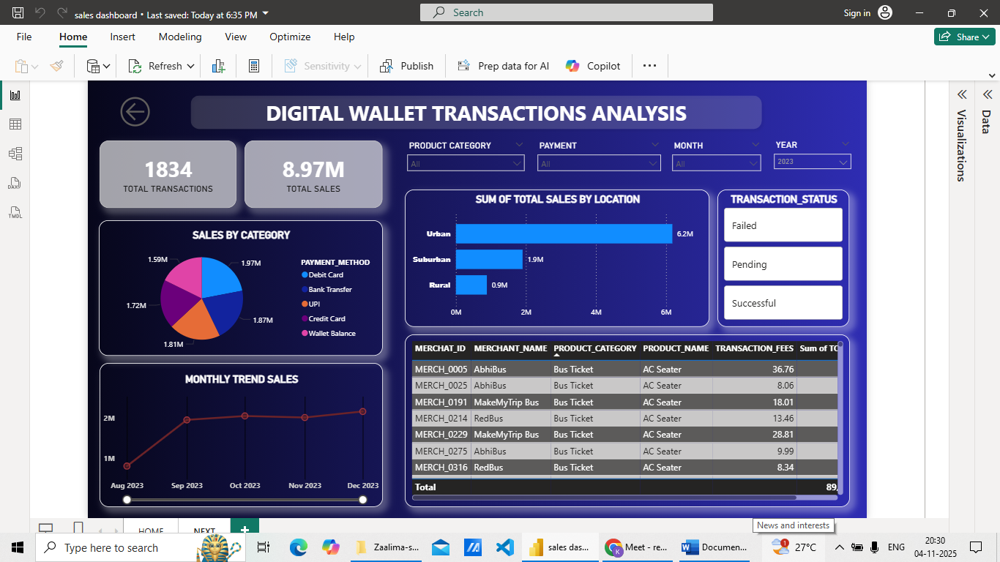 sales dashboard • Last saved: Today at 6:35 PM
Search
Sign in
File Home Insert Modeling View Optimize Help
Share
Refresh
Sensitivity
Publish
Prep data for AI
Copilot
DIGITAL WALLET TRANSACTIONS ANALYSIS
1834
TOTAL TRANSACTIONS
8.97M
TOTAL SALES
PRODUCT CATEGORY
All
PAYMENT
All
MONTH
All
YEAR
2023
SALES BY CATEGORY
1.59M
1.97M
1.72M
1.87M
1.81M
PAYMENT_METHOD
Debit Card
Bank Transfer
UPI
Credit Card
Wallet Balance
SUM OF TOTAL SALES BY LOCATION
Urban 6.2M
Suburban 1.9M
Rural 0.9M
0M 2M 4M 6M
TRANSACTION_STATUS
Failed
Pending
Successful
MONTHLY TREND SALES
2M
1M
Aug 2023 Sep 2023 Oct 2023 Nov 2023 Dec 2023
MERCHAT_ID MERCHANT_NAME PRODUCT_CATEGORY PRODUCT_NAME TRANSACTION_FEES Sum of TO
MERCH_0005 AbhiBus Bus Ticket AC Seater 36.76
MERCH_0025 AbhiBus Bus Ticket AC Seater 8.06
MERCH_0191 MakeMyTrip Bus Bus Ticket AC Seater 18.01
MERCH_0214 RedBus Bus Ticket AC Seater 13.46
MERCH_0229 MakeMyTrip Bus Bus Ticket AC Seater 28.81
MERCH_0275 AbhiBus Bus Ticket AC Seater 9.99
MERCH_0316 RedBus Bus Ticket AC Seater 8.34
Total 89,
Visualizations
Data
DAX
TMDL
HOME
NEXT
+
News and interests
Type here to search
Zaalima-s...
sales das...
Meet - re...
Documen...
1
27°C
ENG
20:30
04-11-2025